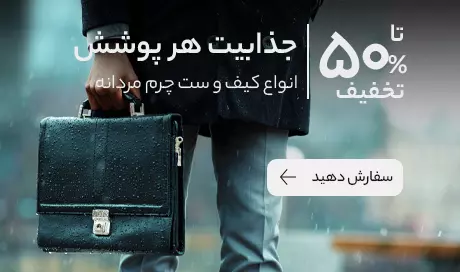 تا
۵۰%
تخفیف
جذابیت هر پوشش
انواع کیف و ست چرم مردانه
سفارش دهید